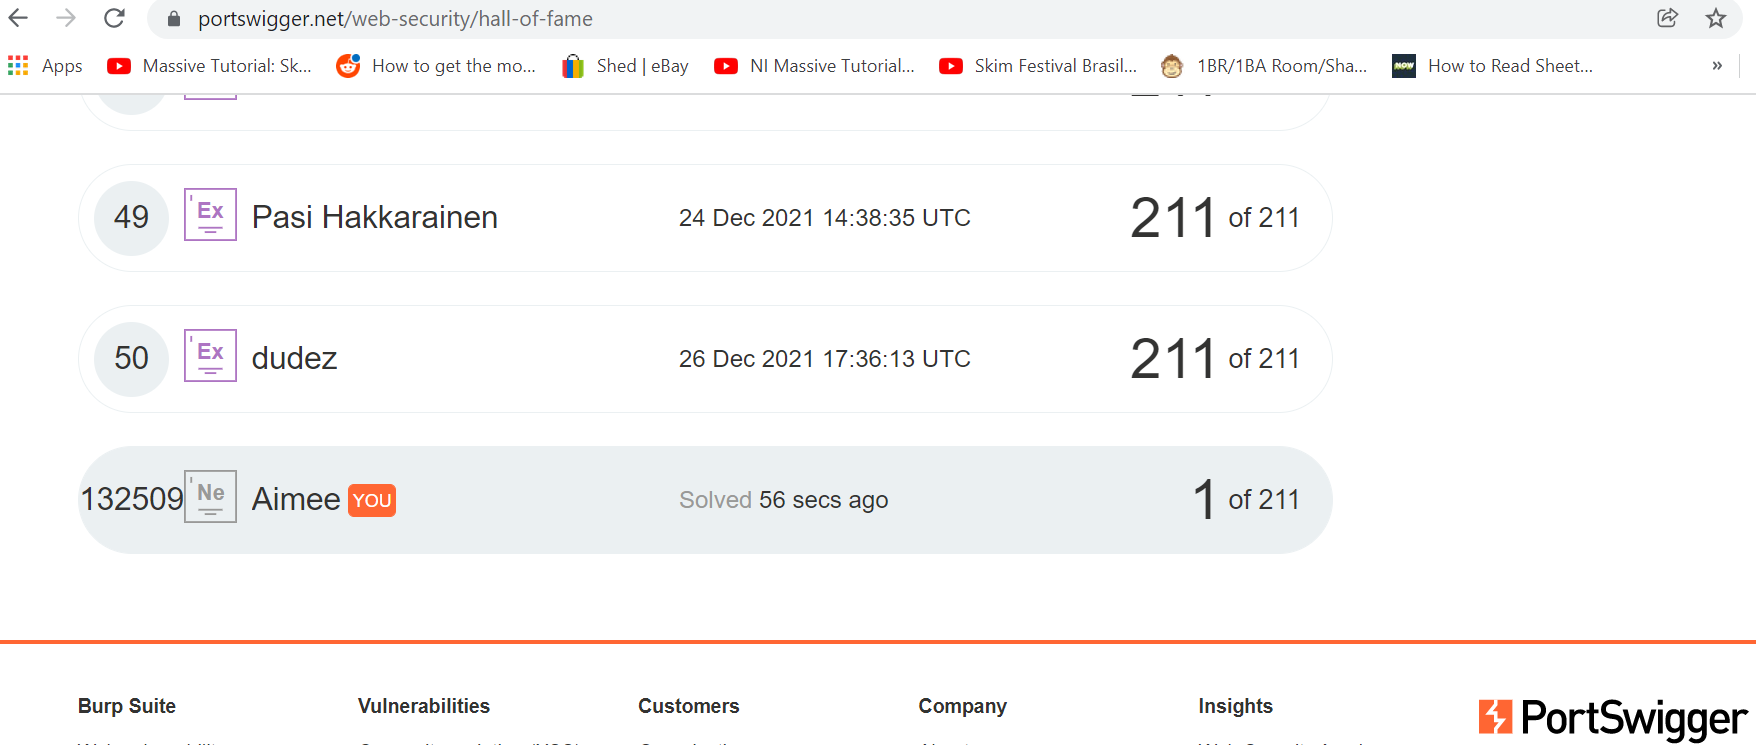 portswigger.net/web-security/hall-of-fame
Apps Massive Tutorial: Sk... How to get the mo... Shed | eBay NI Massive Tutorial... Skim Festival Brasil... 1BR/1BA Room/Sha... How to Read Sheet... »
49 Ex Pasi Hakkarainen 24 Dec 2021 14:38:35 UTC 211 of 211
50 Ex dudez 26 Dec 2021 17:36:13 UTC 211 of 211
132509 Ne Aimee YOU Solved 56 secs ago 1 of 211
Burp Suite Vulnerabilities Customers Company Insights PortSwigger